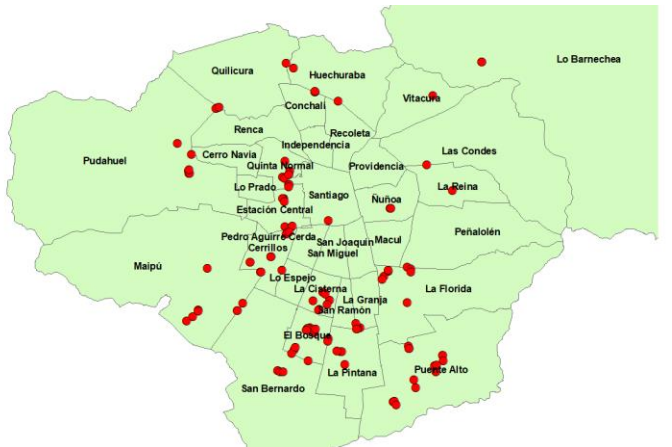 Lo Barnechea
Quilicura
Huechuraba
Vitacura
Conchalí
Renca
Recoleta
Independencia
Las Condes
Pudahuel
Cerro Navia
Quinta Normal
Providencia
Lo Prado
La Reina
Santiago
Ñuñoa
Estación Central
Peñalolén
Pedro Aguirre Cerda
San Joaquín
Macul
Cerrillos
San Miguel
Maipú
Lo Espejo
La Cisterna
La Granja
La Florida
San Ramón
El Bosque
La Pintana
Puente Alto
San Bernardo